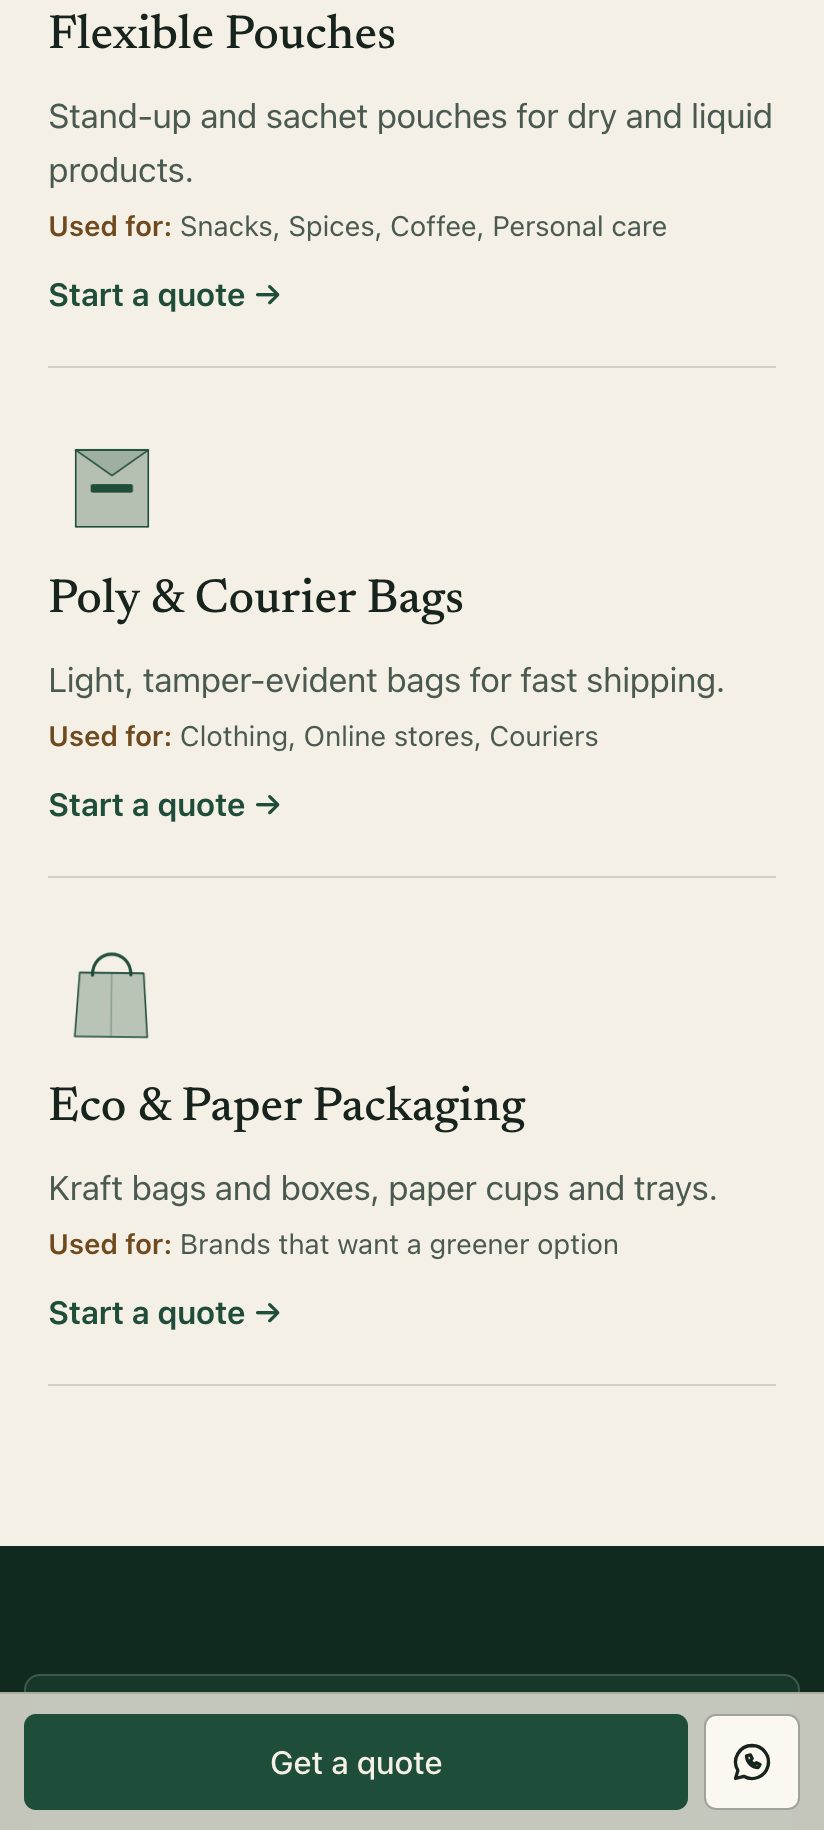 Flexible Pouches
Stand-up and sachet pouches for dry and liquid
products.
Used for: Snacks, Spices, Coffee, Personal care
Start a quote →
Poly & Courier Bags
Light, tamper-evident bags for fast shipping.
Used for: Clothing, Online stores, Couriers
Start a quote →
Eco & Paper Packaging
Kraft bags and boxes, paper cups and trays.
Used for: Brands that want a greener option
Start a quote →
Get a quote